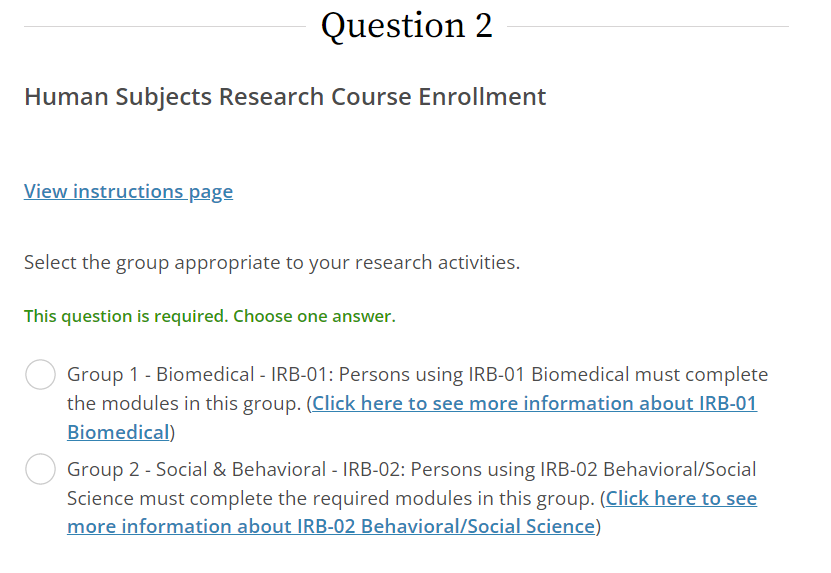 Question 2
Human Subjects Research Course Enrollment
View instructions page
Select the group appropriate to your research activities.
This question is required. Choose one answer.
Group 1 - Biomedical - IRB-01: Persons using IRB-01 Biomedical must complete
the modules in this group. (Click here to see more information about IRB-01
Biomedical)
Group 2 - Social & Behavioral - IRB-02: Persons using IRB-02 Behavioral/Social
Science must complete the required modules in this group. (Click here to see
more information about IRB-02 Behavioral/Social Science)